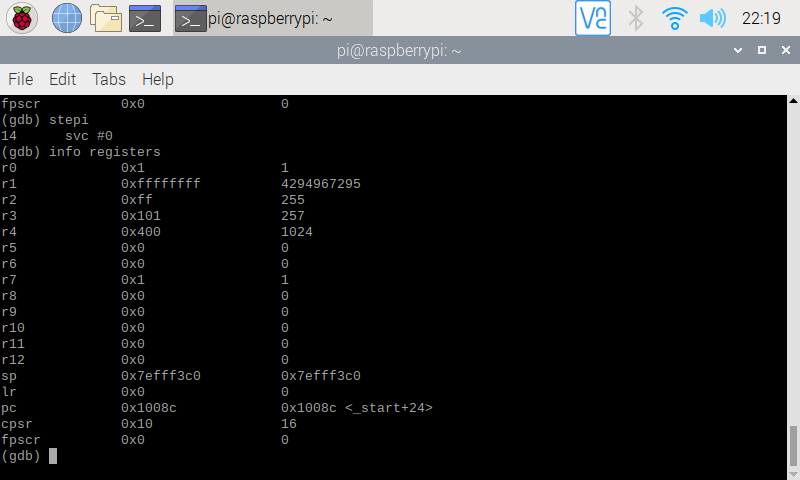 pi@raspberrypi: ~
22:19
pi@raspberrypi: ~
File Edit Tabs Help
fpscr 0x0 0
(gdb) stepi
14 svc #0
(gdb) info registers
r0 0x1 1
r1 0xffffffff 4294967295
r2 0xff 255
r3 0x101 257
r4 0x400 1024
r5 0x0 0
r6 0x0 0
r7 0x1 1
r8 0x0 0
r9 0x0 0
r10 0x0 0
r11 0x0 0
r12 0x0 0
sp 0x7efff3c0 0x7efff3c0
lr 0x0 0
pc 0x1008c 0x1008c <_start+24>
cpsr 0x10 16
fpscr 0x0 0
(gdb)